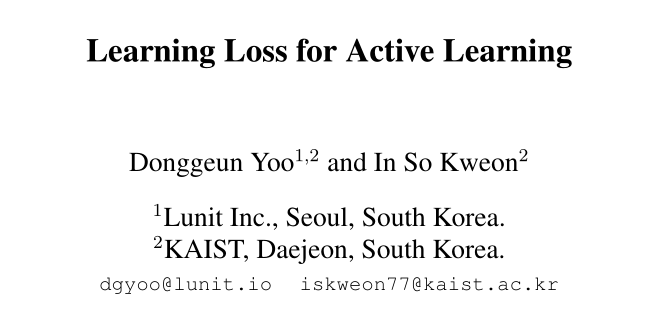 Learning Loss for Active Learning
Donggeun Yoo¹,² and In So Kweon²
¹Lunit Inc., Seoul, South Korea.
²KAIST, Daejeon, South Korea.
dgyoo@lunit.io iskweon77@kaist.ac.kr